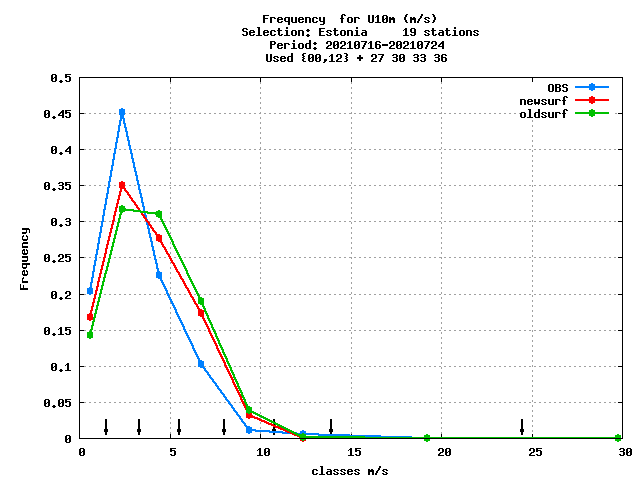 Frequency  for U10m (m/s)
Selection: Estonia     19 stations
Period: 20210716-20210724
Used {00,12} + 27 30 33 36
0.5
0.45
0.4
0.35
0.3
0.25
0.2
0.15
0.1
0.05
0
Frequency
OBS
newsurf
oldsurf
0 5 10 15 20 25 30
classes m/s